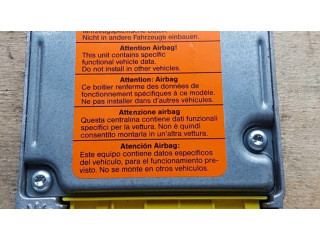 Nicht in andere Fahrzeuge einbauen.
Attention Airbag!
This unit contains specific
functional vehicle data.
Do not install in other vehicles.
Attention: Airbag
Ce boitier renferme des données de
fonctionnement spécifiques à ce modèle.
Ne pas installer dans d'autres véhicules.
Attenzione airbag
Questa centralina contiene dati funzionali
specifici per la vettura. Non è quindi
consentito montarla in un'altra vettura.
Atención Airbag:
Este equipo contiene datos específicos
del vehículo, para el funcionamiento pre-
visto. No se monte en otros vehículos.